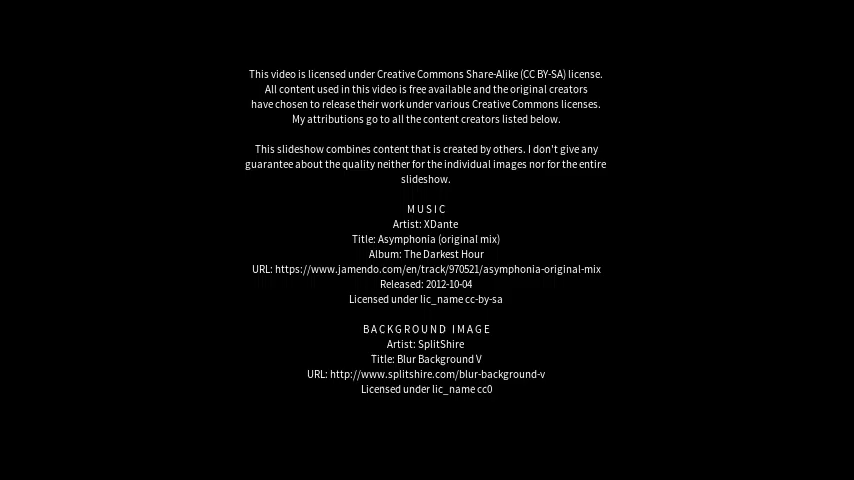 This video is licensed under Creative Commons Share-Alike (CC BY-SA) license.
All content used in this video is free available and the original creators
have chosen to release their work under various Creative Commons licenses.
My attributions go to all the content creators listed below.
This slideshow combines content that is created by others. I don't give any
guarantee about the quality neither for the individual images nor for the entire
slideshow.
MUSIC
Artist: XDante
Title: Asymphonia (original mix)
Album: The Darkest Hour
URL: https://www.jamendo.com/en/track/970521/asymphonia-original-mix
Released: 2012-10-04
Licensed under lic_name cc-by-sa
BACKGROUND IMAGE
Artist: SplitShire
Title: Blur Background V
URL: http://www.splitshire.com/blur-background-v
Licensed under lic_name cc0